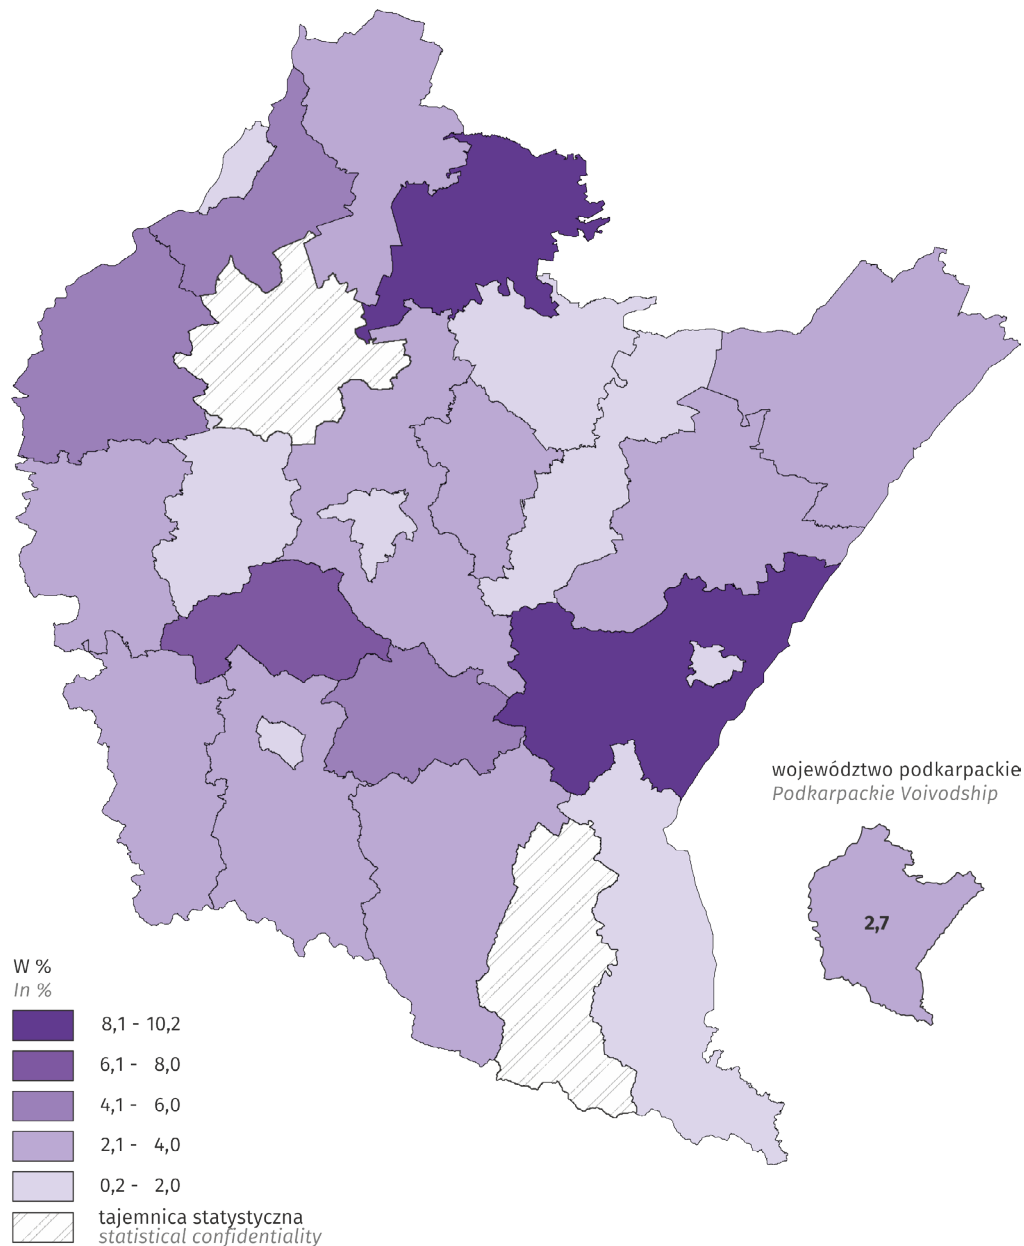 województwo podkarpackie
Podkarpackie Voivodship
2,7
W %
In %
8,1 - 10,2
6,1 - 8,0
4,1 - 6,0
2,1 - 4,0
0,2 - 2,0
tajemnica statystyczna
statistical confidentiality